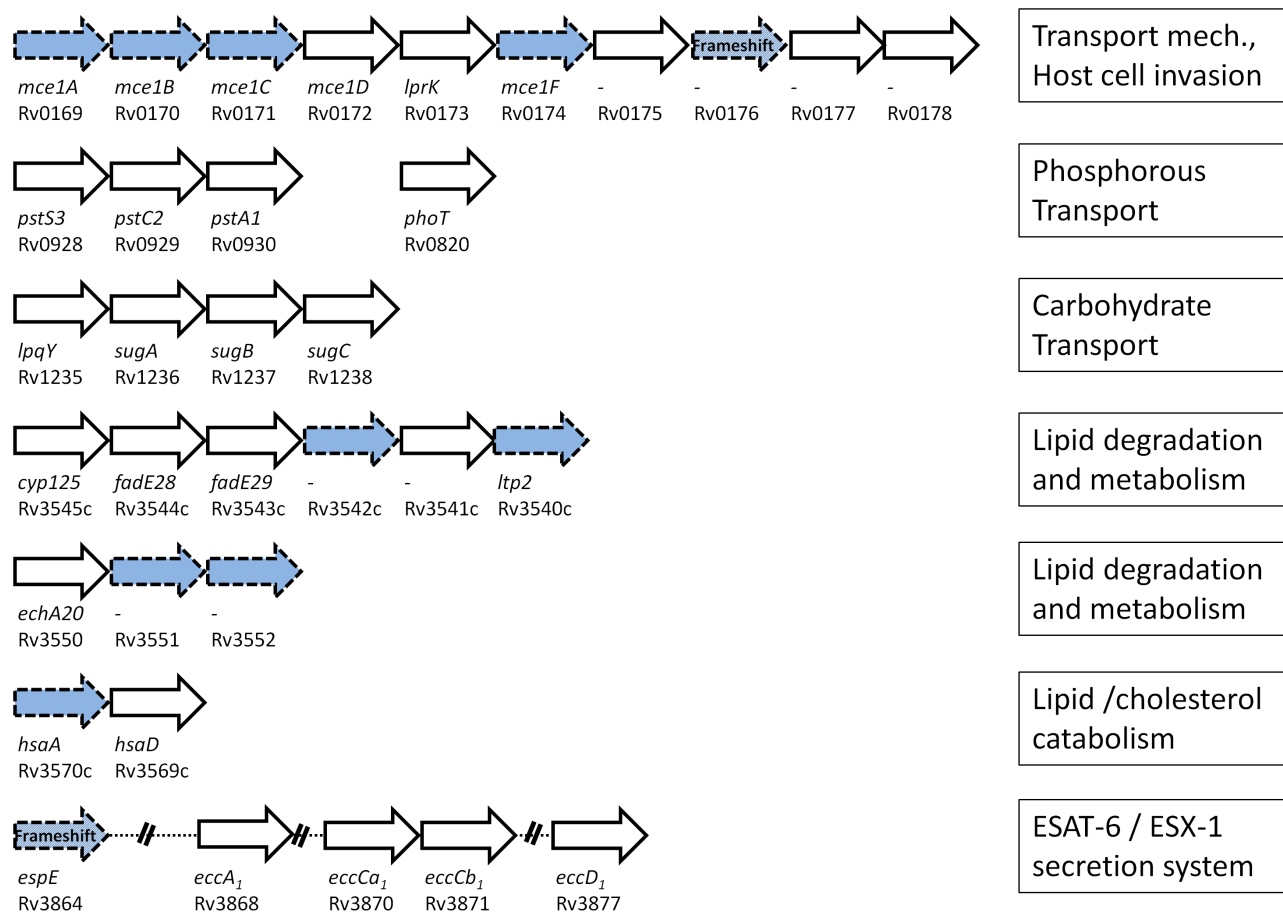 Frameshift
mce1A mce1B mce1C mce1D lprK mce1F - - - -
Rv0169 Rv0170 Rv0171 Rv0172 Rv0173 Rv0174 Rv0175 Rv0176 Rv0177 Rv0178
Transport mech.,
Host cell invasion
pstS3 pstC2 pstA1 phoT
Rv0928 Rv0929 Rv0930 Rv0820
Phosphorous
Transport
lpqY sugA sugB sugC
Rv1235 Rv1236 Rv1237 Rv1238
Carbohydrate
Transport
cyp125 fadE28 fadE29 - - ltp2
Rv3545c Rv3544c Rv3543c Rv3542c Rv3541c Rv3540c
Lipid degradation
and metabolism
echA20 - -
Rv3550 Rv3551 Rv3552
Lipid degradation
and metabolism
hsaA hsaD
Rv3570c Rv3569c
Lipid /cholesterol
catabolism
Frameshift
espE eccA₁ eccCa₁ eccCb₁ eccD₁
Rv3864 Rv3868 Rv3870 Rv3871 Rv3877
ESAT-6 / ESX-1
secretion system